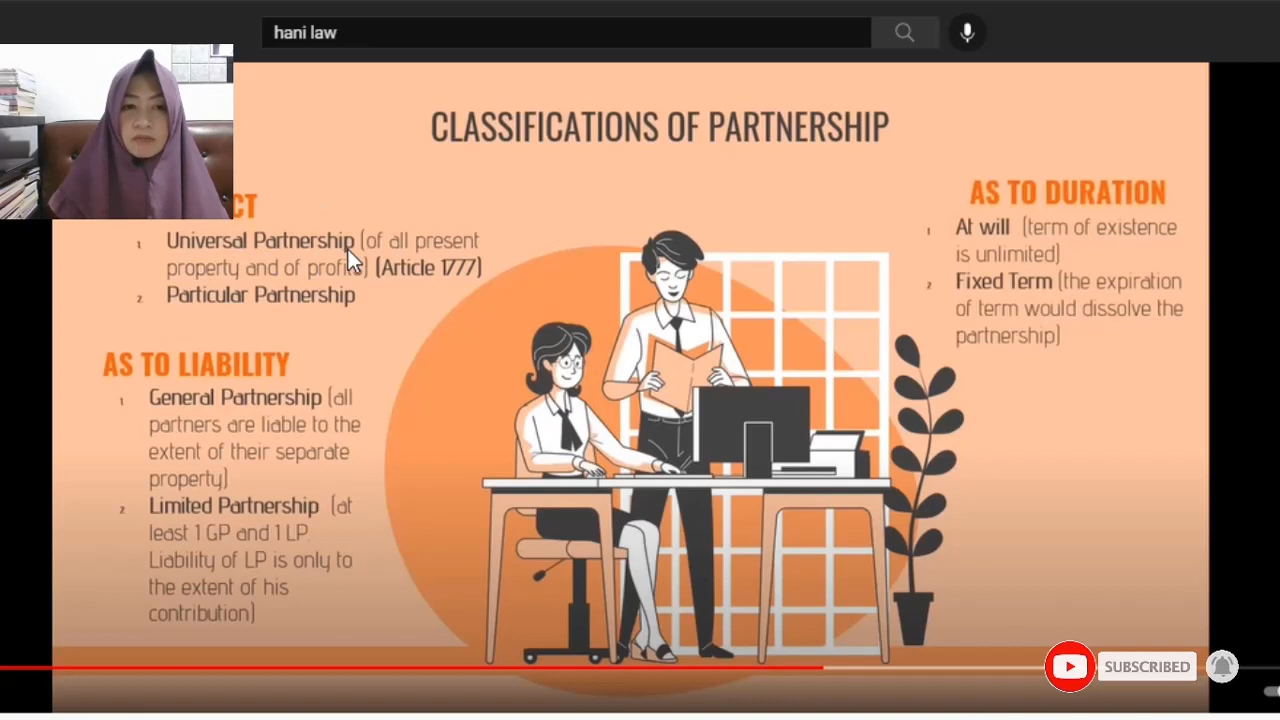 hani law
CLASSIFICATIONS OF PARTNERSHIP
CT
1. Universal Partnership (of all present
property and of profits) (Article 1777)
2. Particular Partnership
AS TO LIABILITY
1. General Partnership (all
partners are liable to the
extent of their separate
property)
2. Limited Partnership (at
least 1 GP and 1 LP.
Liability of LP is only to
the extent of his
contribution)
AS TO DURATION
1. At will (term of existence
is unlimited)
2. Fixed Term (the expiration
of term would dissolve the
partnership)
SUBSCRIBED